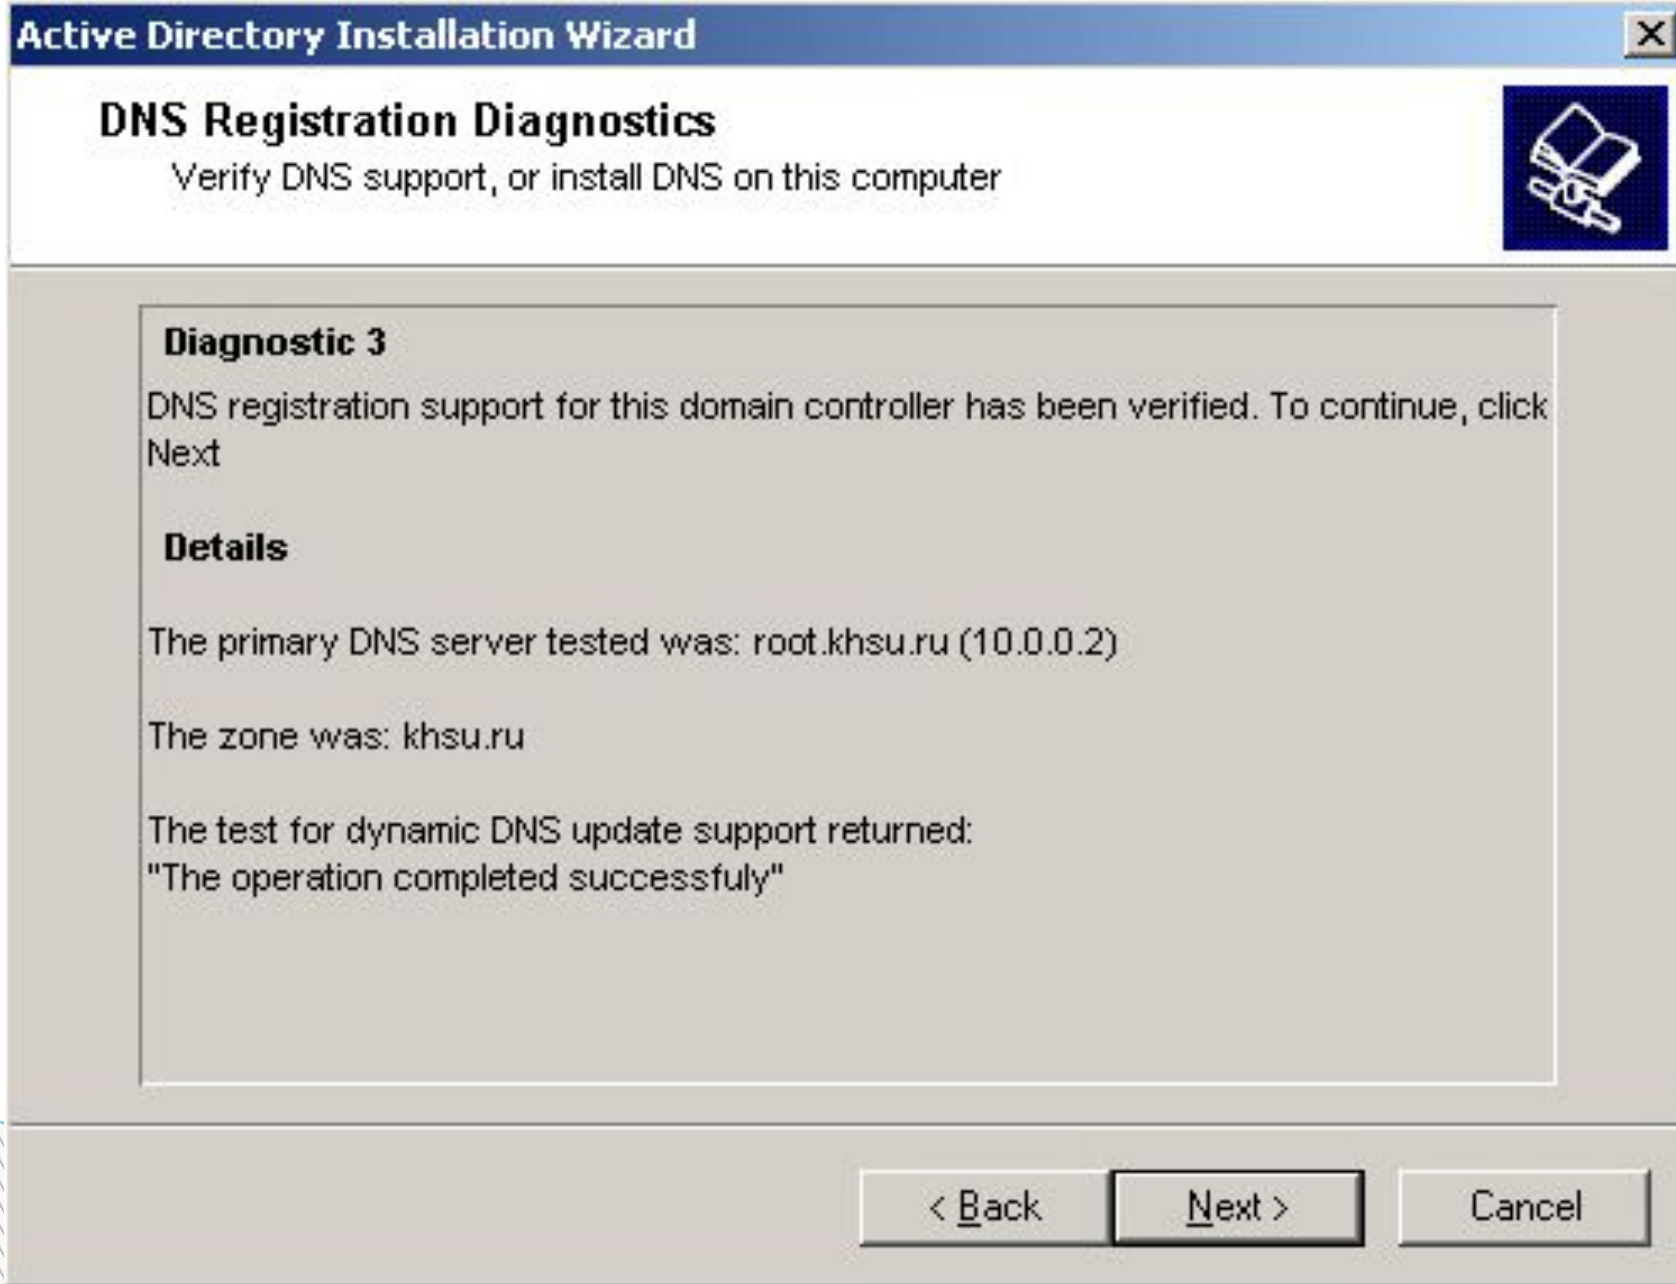 Active Directory Installation Wizard
DNS Registration Diagnostics
Verify DNS support, or install DNS on this computer
Diagnostic 3
DNS registration support for this domain controller has been verified. To continue, click
Next
Details
The primary DNS server tested was: root.khsu.ru (10.0.0.2)
The zone was: khsu.ru
The test for dynamic DNS update support returned:
"The operation completed successfuly"
< Back
Next >
Cancel